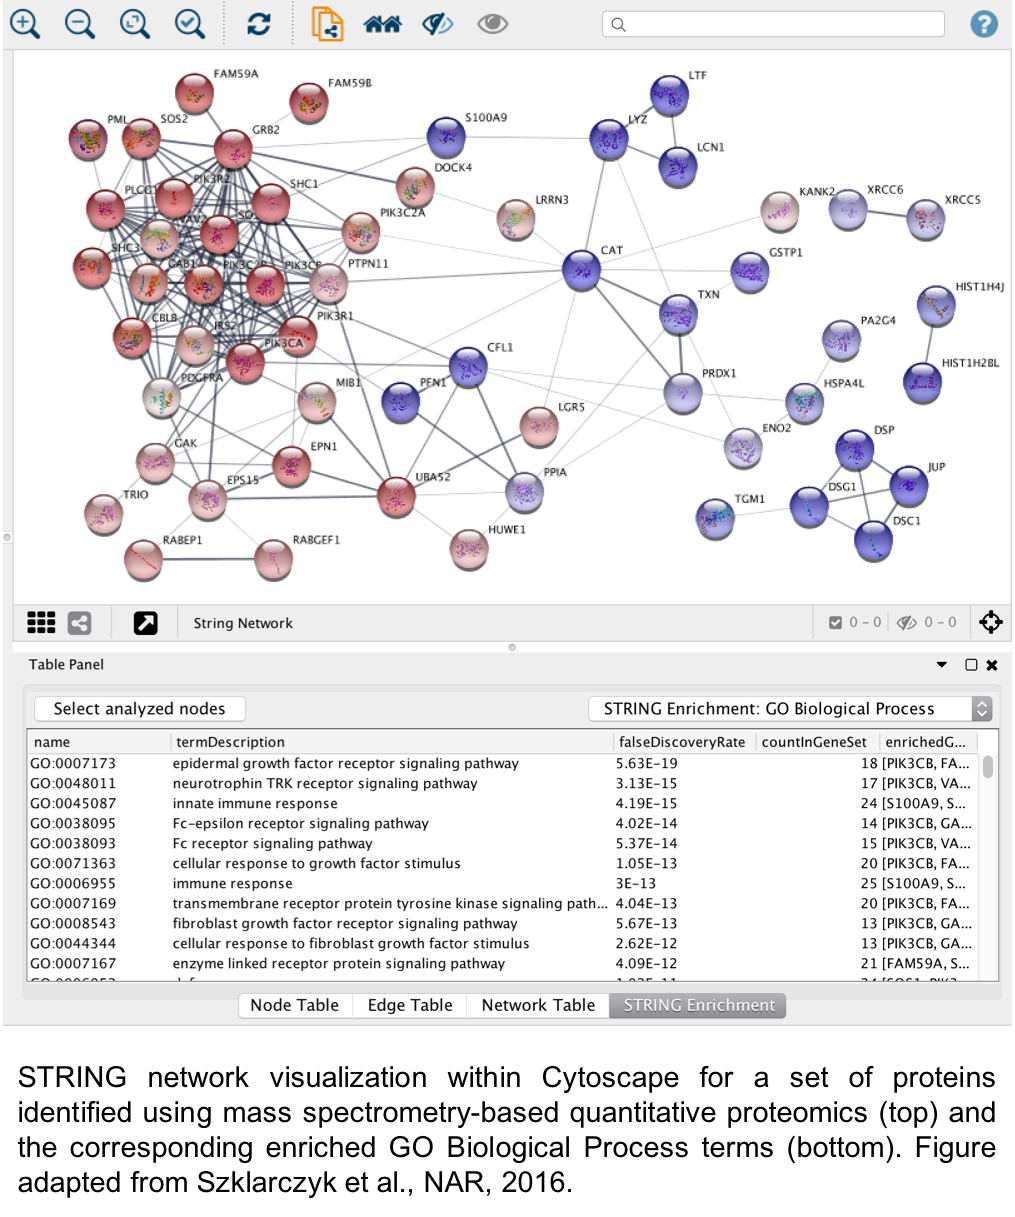 FAM59A
FAM59B
LTF
PML
SOS2
GRB2
S100A9
LYZ
LCN1
DOCK4
PLCG1
PIK3R2
SHC1
PIK3C2A
LRRN3
KANK2
XRCC6
XRCC5
VAV2
SHC3
PTPN11
CAT
GSTP1
GAB1
TXN
HIST1H4J
CBLB
IRS2
PIK3R1
PA2G4
PIK3CA
CFL1
HIST1H2BL
PDGFRA
MIB1
PFN1
PRDX1
HSPA4L
LGR5
ENO2
DSP
GAK
EPN1
UBA52
PPIA
JUP
TRIO
EPS15
TGM1
DSG1
DSC1
RABEP1
RABGEF1
HUWE1
String Network
0 - 0
0 - 0
Table Panel
Select analyzed nodes
STRING Enrichment: GO Biological Process
name termDescription falseDiscoveryRate countInGeneSet enrichedG...
GO:0007173 epidermal growth factor receptor signaling pathway 5.63E-19 18 [PIK3CB, FA...
GO:0048011 neurotrophin TRK receptor signaling pathway 3.13E-15 17 [PIK3CB, VA...
GO:0045087 innate immune response 4.19E-15 24 [S100A9, S...
GO:0038095 Fc-epsilon receptor signaling pathway 4.02E-14 14 [PIK3CB, GA...
GO:0038093 Fc receptor signaling pathway 5.37E-14 15 [PIK3CB, VA...
GO:0071363 cellular response to growth factor stimulus 1.05E-13 20 [PIK3CB, FA...
GO:0006955 immune response 3E-13 25 [S100A9, S...
GO:0007169 transmembrane receptor protein tyrosine kinase signaling path... 4.04E-13 20 [PIK3CB, FA...
GO:0008543 fibroblast growth factor receptor signaling pathway 5.67E-13 13 [PIK3CB, GA...
GO:0044344 cellular response to fibroblast growth factor stimulus 2.62E-12 13 [PIK3CB, GA...
GO:0007167 enzyme linked receptor protein signaling pathway 4.09E-12 21 [FAM59A, S...
Node Table Edge Table Network Table STRING Enrichment
STRING network visualization within Cytoscape for a set of proteins
identified using mass spectrometry-based quantitative proteomics (top) and
the corresponding enriched GO Biological Process terms (bottom). Figure
adapted from Szklarczyk et al., NAR, 2016.